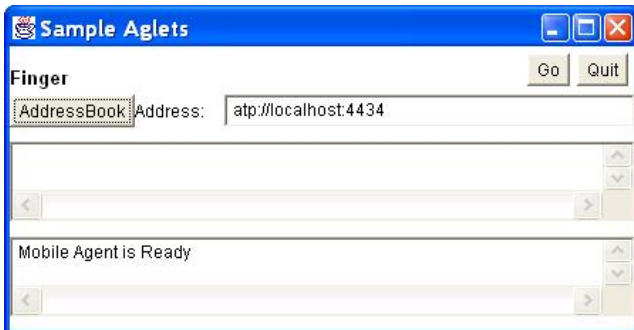 Sample Aglets
Finger
Go Quit
AddressBook Address: atp://localhost:4434
Mobile Agent is Ready